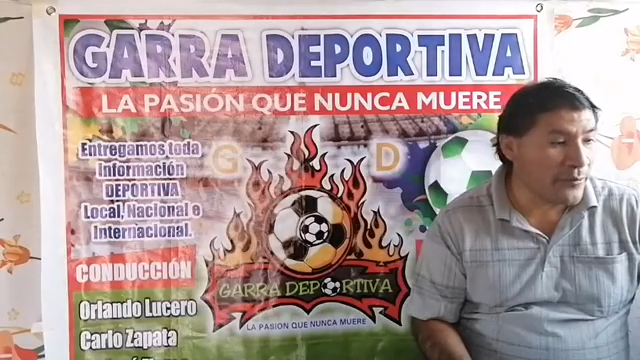 GARRA DEPORTIVA
LA PASIÓN QUE NUNCA MUERE
Entregamos toda
Información
DEPORTIVA
Local, Nacional e
Internacional.
G D
CONDUCCIÓN
Orlando Lucero
Carlo Zapata
GARRA DEPORTIVA
LA PASION QUE NUNCA MUERE